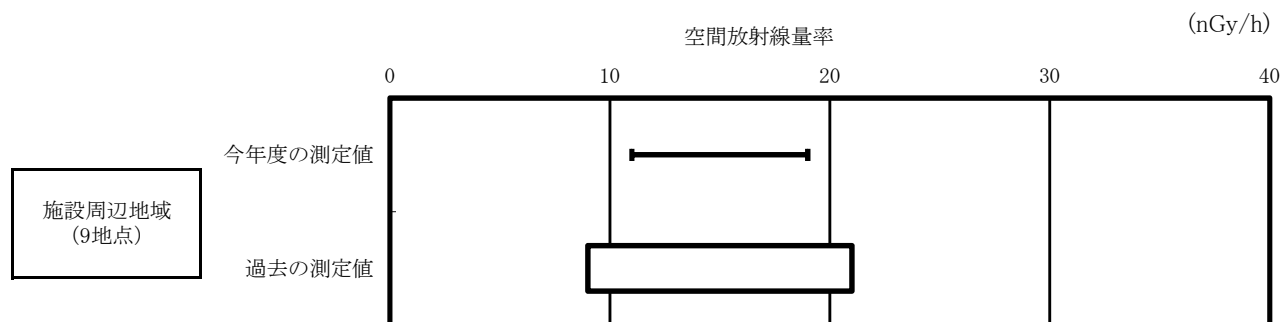 (nGy/h)
空間放射線量率
0 10 20 30 40
今年度の測定値
施設周辺地域
(9地点)
過去の測定値